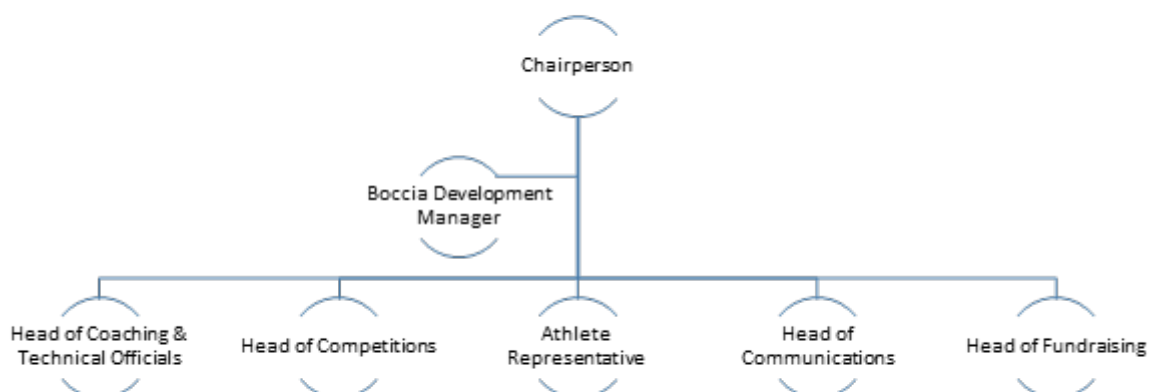 Chairperson
Boccia Development
Manager
Head of Coaching &
Technical Officials
Head of Competitions
Athlete
Representative
Head of
Communications
Head of Fundraising